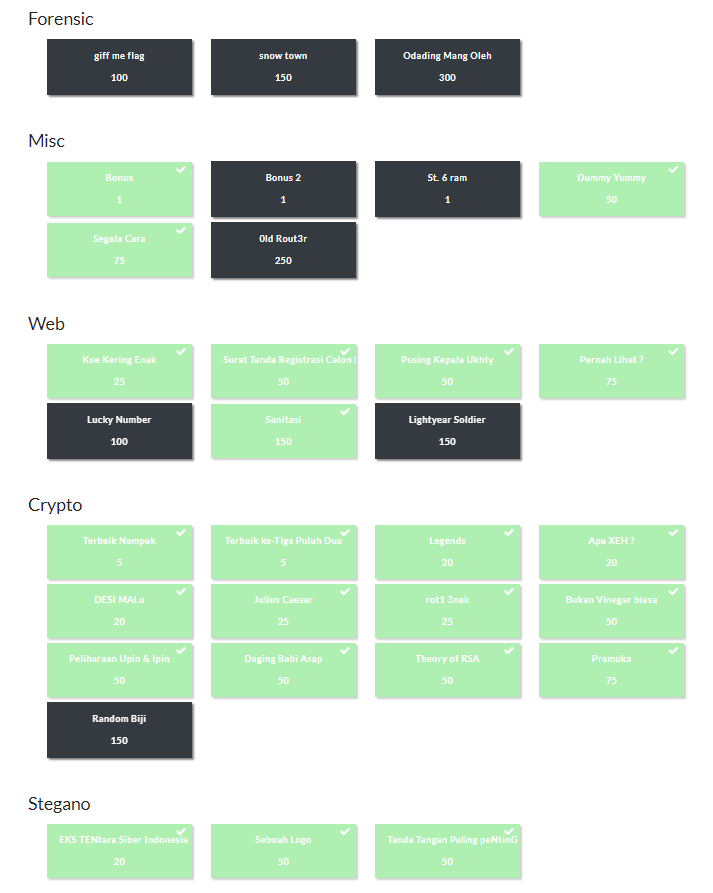 Forensic
giff me flag
100
snow town
150
Odading Mang Oleh
300
Misc
Bonus
1
Bonus 2
1
St. 6 ram
1
Dummy Yummy
50
Segala Cara
75
0ld Rout3r
250
Web
Kue Kering Enak
25
Surat Tanda Registrasi Calon
50
Pusing Kepala Ukhty
50
Pernah Lihat ?
75
Lucky Number
100
Sanitasi
150
Lightyear Soldier
150
Crypto
Terbaik Nampak
5
Terbaik ke-Tiga Puluh Dua
5
Legends
20
Apa XEH ?
20
DESI MALu
20
Julius Caesar
25
rot1 3nak
25
Bukan Vinegar biasa
50
Peliharaan Upin & Ipin
50
Daging Babi Asap
50
Theory of RSA
50
Pramuka
75
Random Biji
150
Stegano
EKS TENtara Siber Indonesia
20
Sebuah Logo
50
Tanda Tangan Paling peNtinG
50